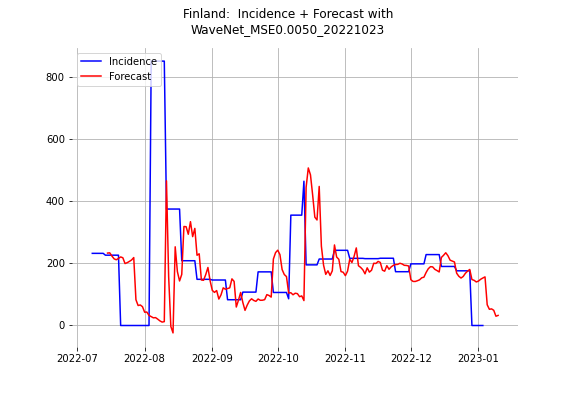 Finland:  Incidence + Forecast with
WaveNet_MSE0.0050_20221023
Incidence
Forecast
800
600
400
200
0
2022-07 2022-08 2022-09 2022-10 2022-11 2022-12 2023-01